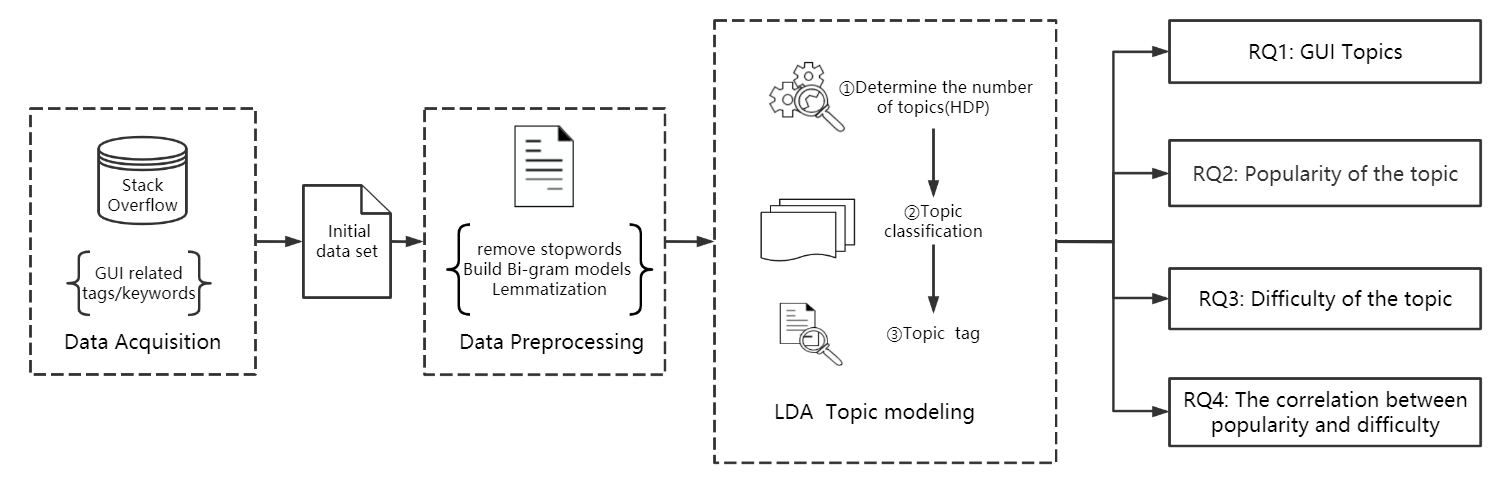 Stack
Overflow
GUI related
tags/keywords
Data Acquisition
Initial
data set
remove stopwords
Build Bi-gram models
Lemmatization
Data Preprocessing
①Determine the number
of topics(HDP)
②Topic
classification
③Topic tag
LDA Topic modeling
RQ1: GUI Topics
RQ2: Popularity of the topic
RQ3: Difficulty of the topic
RQ4: The correlation between
popularity and difficulty